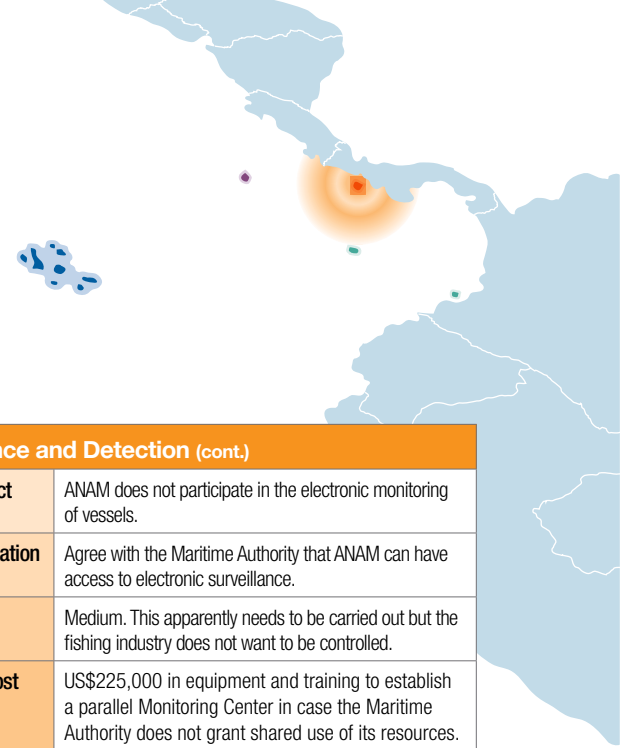 nce and Detection (cont.)
ct
ANAM does not participate in the electronic monitoring
of vessels.
ation
Agree with the Maritime Authority that ANAM can have
access to electronic surveillance.
Medium. This apparently needs to be carried out but the
fishing industry does not want to be controlled.
ost
US$225,000 in equipment and training to establish
a parallel Monitoring Center in case the Maritime
Authority does not grant shared use of its resources.